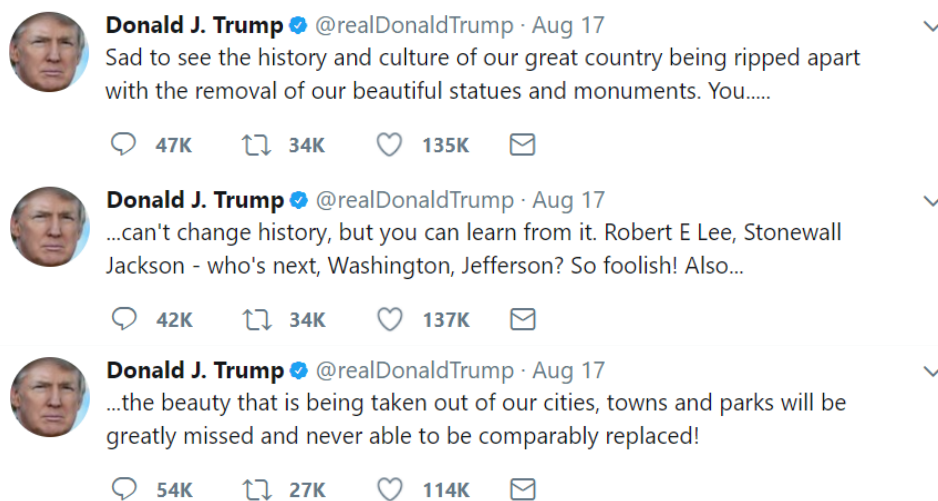 Donald J. Trump @realDonaldTrump · Aug 17
Sad to see the history and culture of our great country being ripped apart
with the removal of our beautiful statues and monuments. You.....
47K 34K 135K
Donald J. Trump @realDonaldTrump · Aug 17
...can't change history, but you can learn from it. Robert E Lee, Stonewall
Jackson - who's next, Washington, Jefferson? So foolish! Also...
42K 34K 137K
Donald J. Trump @realDonaldTrump · Aug 17
...the beauty that is being taken out of our cities, towns and parks will be
greatly missed and never able to be comparably replaced!
54K 27K 114K